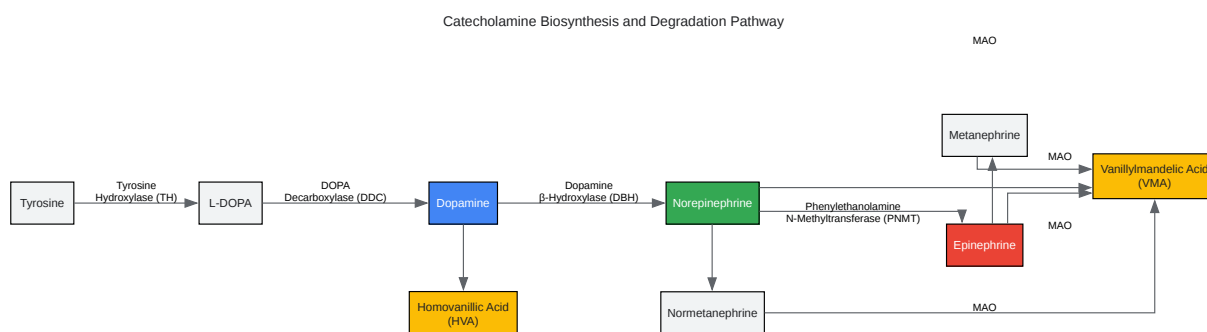 Catecholamine Biosynthesis and Degradation Pathway
MAO
Metanephrine
MAO
Vanillylmandelic Acid
(VMA)
Tyrosine
Tyrosine
Hydroxylase (TH)
L-DOPA
DOPA
Decarboxylase (DDC)
Dopamine
Dopamine
β-Hydroxylase (DBH)
Norepinephrine
Phenylethanolamine
N-Methyltransferase (PNMT)
MAO
Epinephrine
Homovanillic Acid
(HVA)
Normetanephrine
MAO